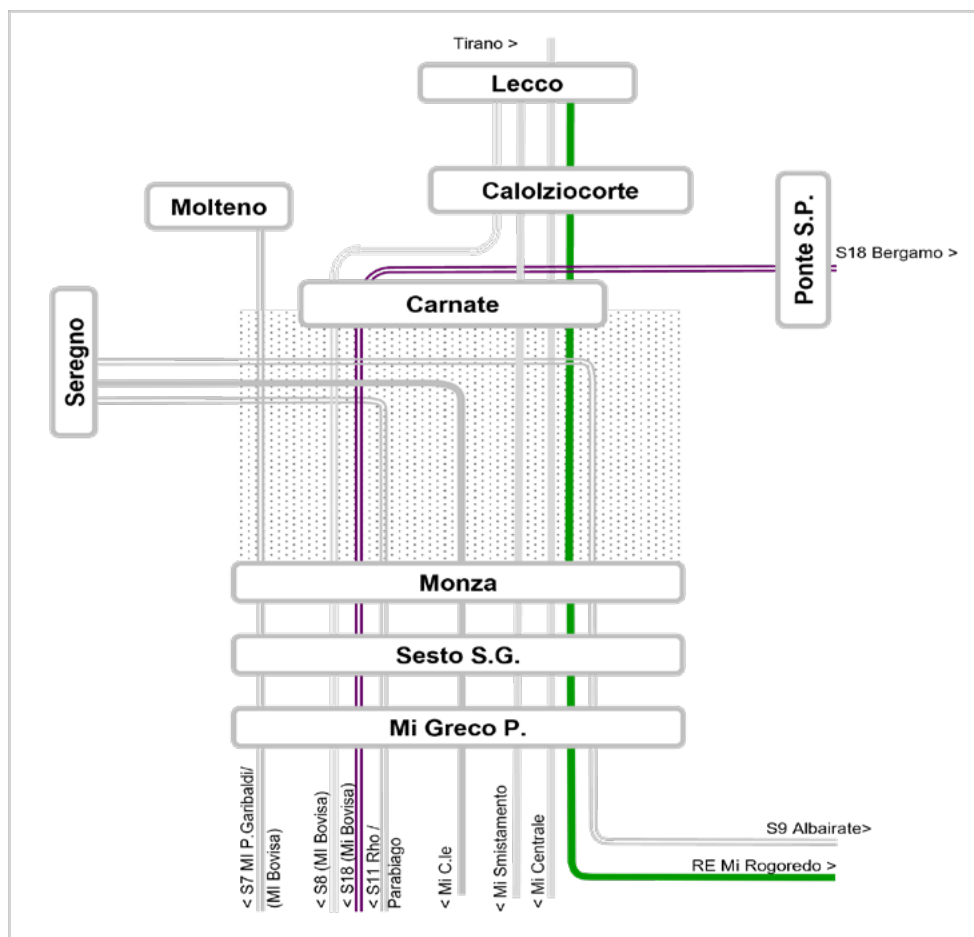 Tirano >
Lecco
Calolziocorte
Molteno
Ponte S.P.
S18 Bergamo >
Carnate
Seregno
Monza
Sesto S.G.
Mi Greco P.
< S7 MI P.Garibaldi/
(MI Bovisa)
< S8 (MI Bovisa)
< S18 (Mi Bovisa)
< S11 Rho /
Parabiago
< Mi C.le
< Mi Smistamento
< Mi Centrale
S9 Albairate>
RE Mi Rogoredo >